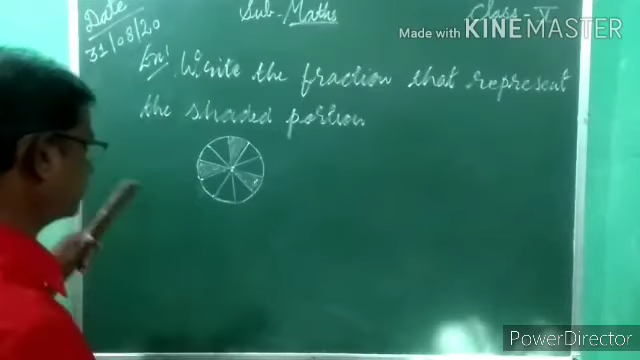 Date
31/08/20
Sub - Maths
Class - V
Made with KINEMASTER
Ex! Write the fraction that represent
the shaded portion
PowerDirector